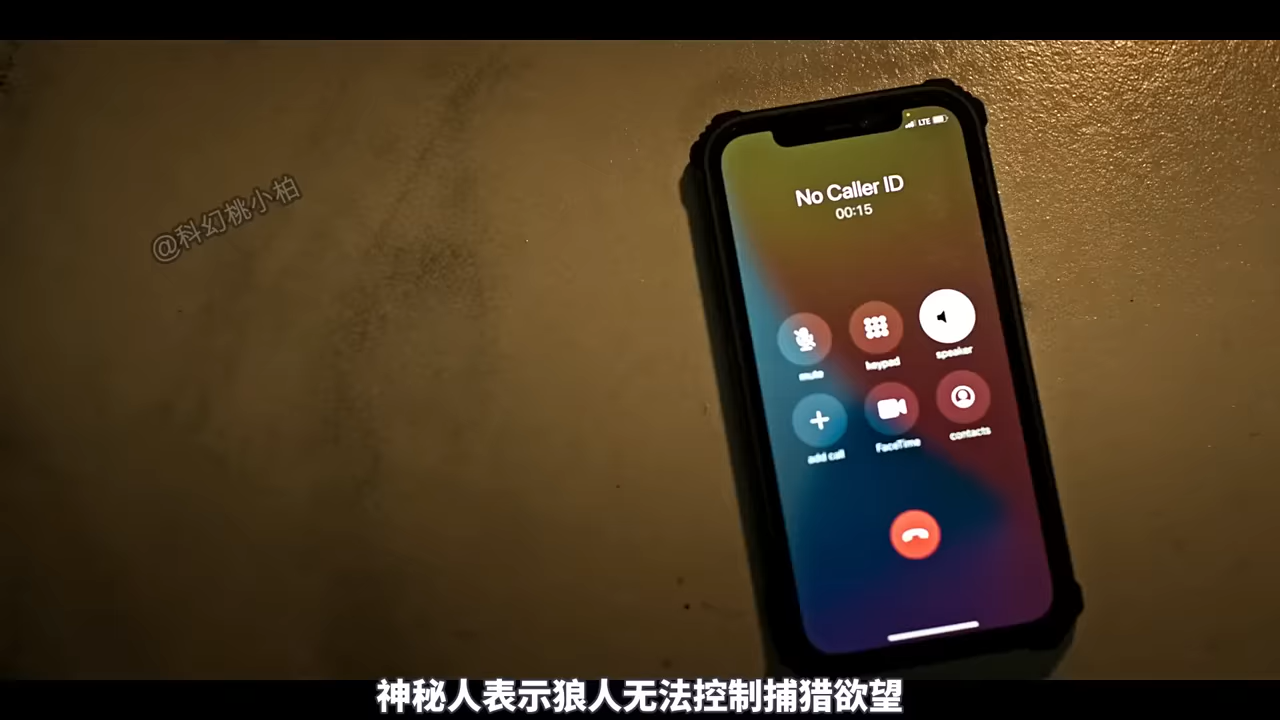 @科幻桃小柏
LTE
No Caller ID
00:15
mute
keypad
speaker
add call
FaceTime
contacts
神秘人表示狼人无法控制捕猎欲望